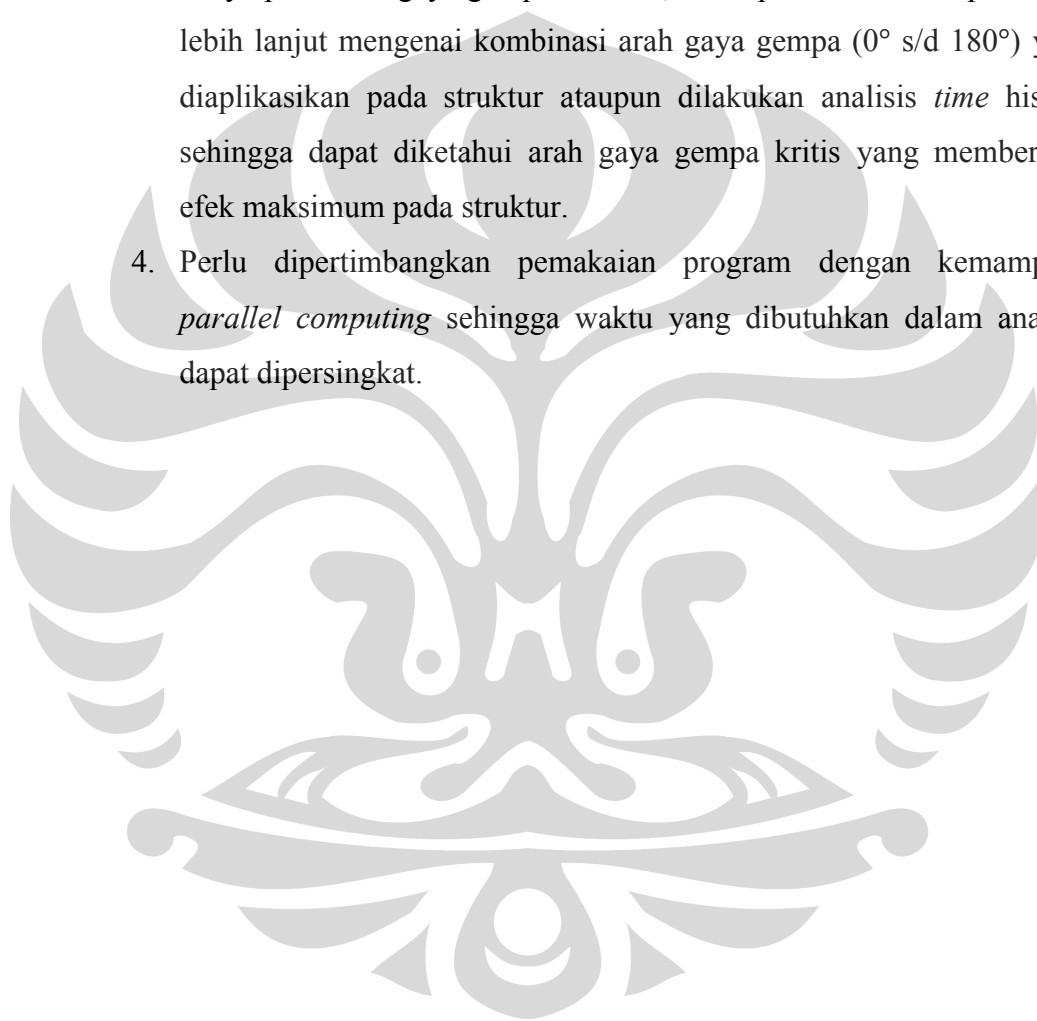 lebih lanjut mengenai kombinasi arah gaya gempa (0° s/d 180°)
diaplikasikan pada struktur ataupun dilakukan analisis time
sehingga dapat diketahui arah gaya gempa kritis yang
efek maksimum pada struktur.
4. Perlu dipertimbangkan pemakaian program dengan
parallel computing sehingga waktu yang dibutuhkan dalam
dapat dipersingkat.